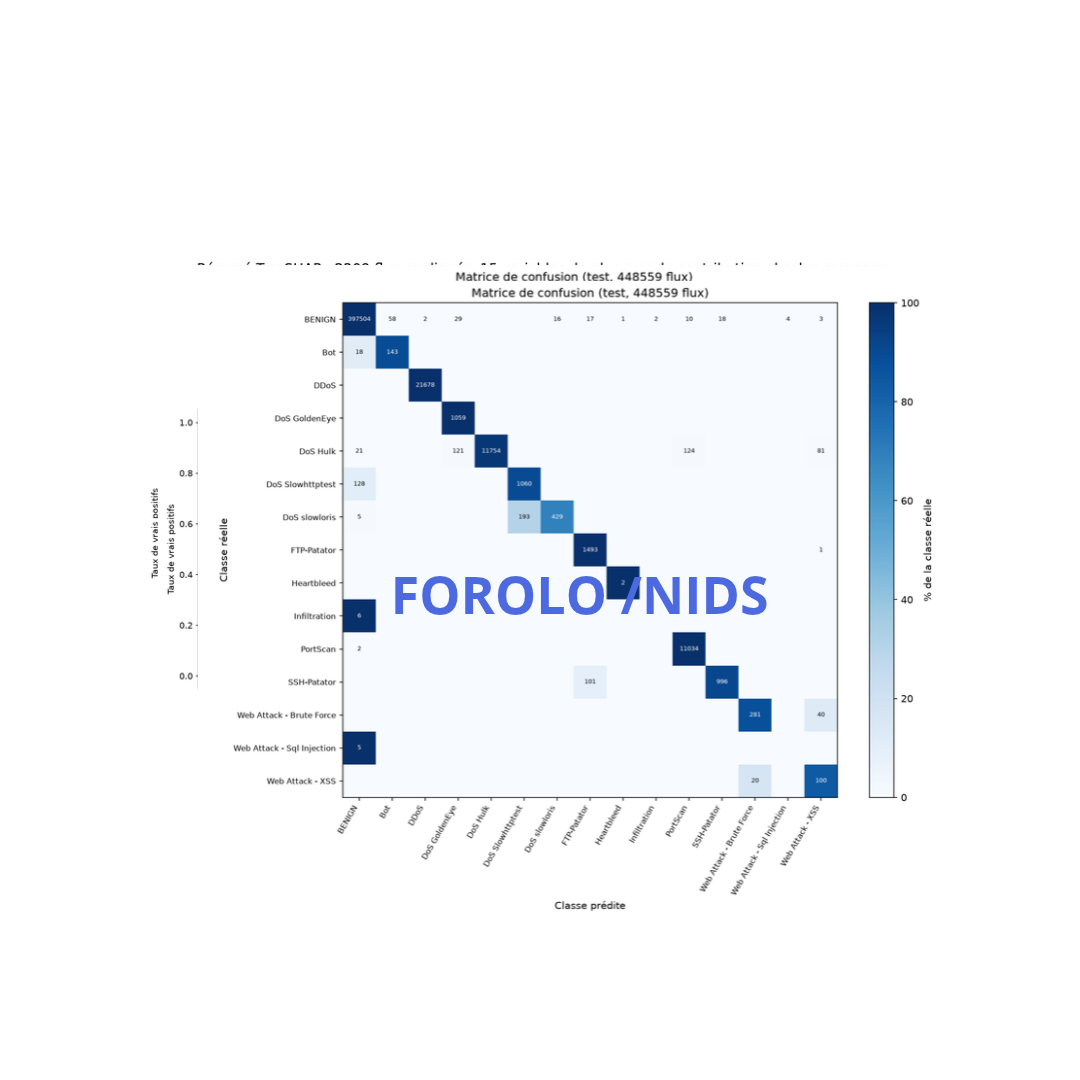 Matrice de confusion (test, 448559 flux)
Matrice de confusion (test, 448559 flux)
BENIGN 397504 58 2 29 16 17 1 2 10 18 4 3
Bot 18 143
DDoS 21678
DoS GoldenEye 1059
DoS Hulk 21 121 11754 124 81
DoS Slowhttptest 128 1060
DoS slowloris 5 193 429
FTP-Patator 1493 1
Heartbleed 2
FOROLO /NIDS
Infiltration 6
PortScan 2 11034
SSH-Patator 101 996
Web Attack - Brute Force 281 40
Web Attack - Sql Injection 5
Web Attack - XSS 20 100
BENIGN
Bot
DDoS
DoS GoldenEye
DoS Hulk
DoS Slowhttptest
DoS slowloris
FTP-Patator
Heartbleed
Infiltration
PortScan
SSH-Patator
Web Attack - Brute Force
Web Attack - Sql Injection
Web Attack - XSS
Classe prédite
Classe réelle
Taux de vrais positifs
Taux de vrais positifs
1.0
0.8
0.6
0.4
0.2
0.0
100
80
60
40
20
0
% de la classe réelle